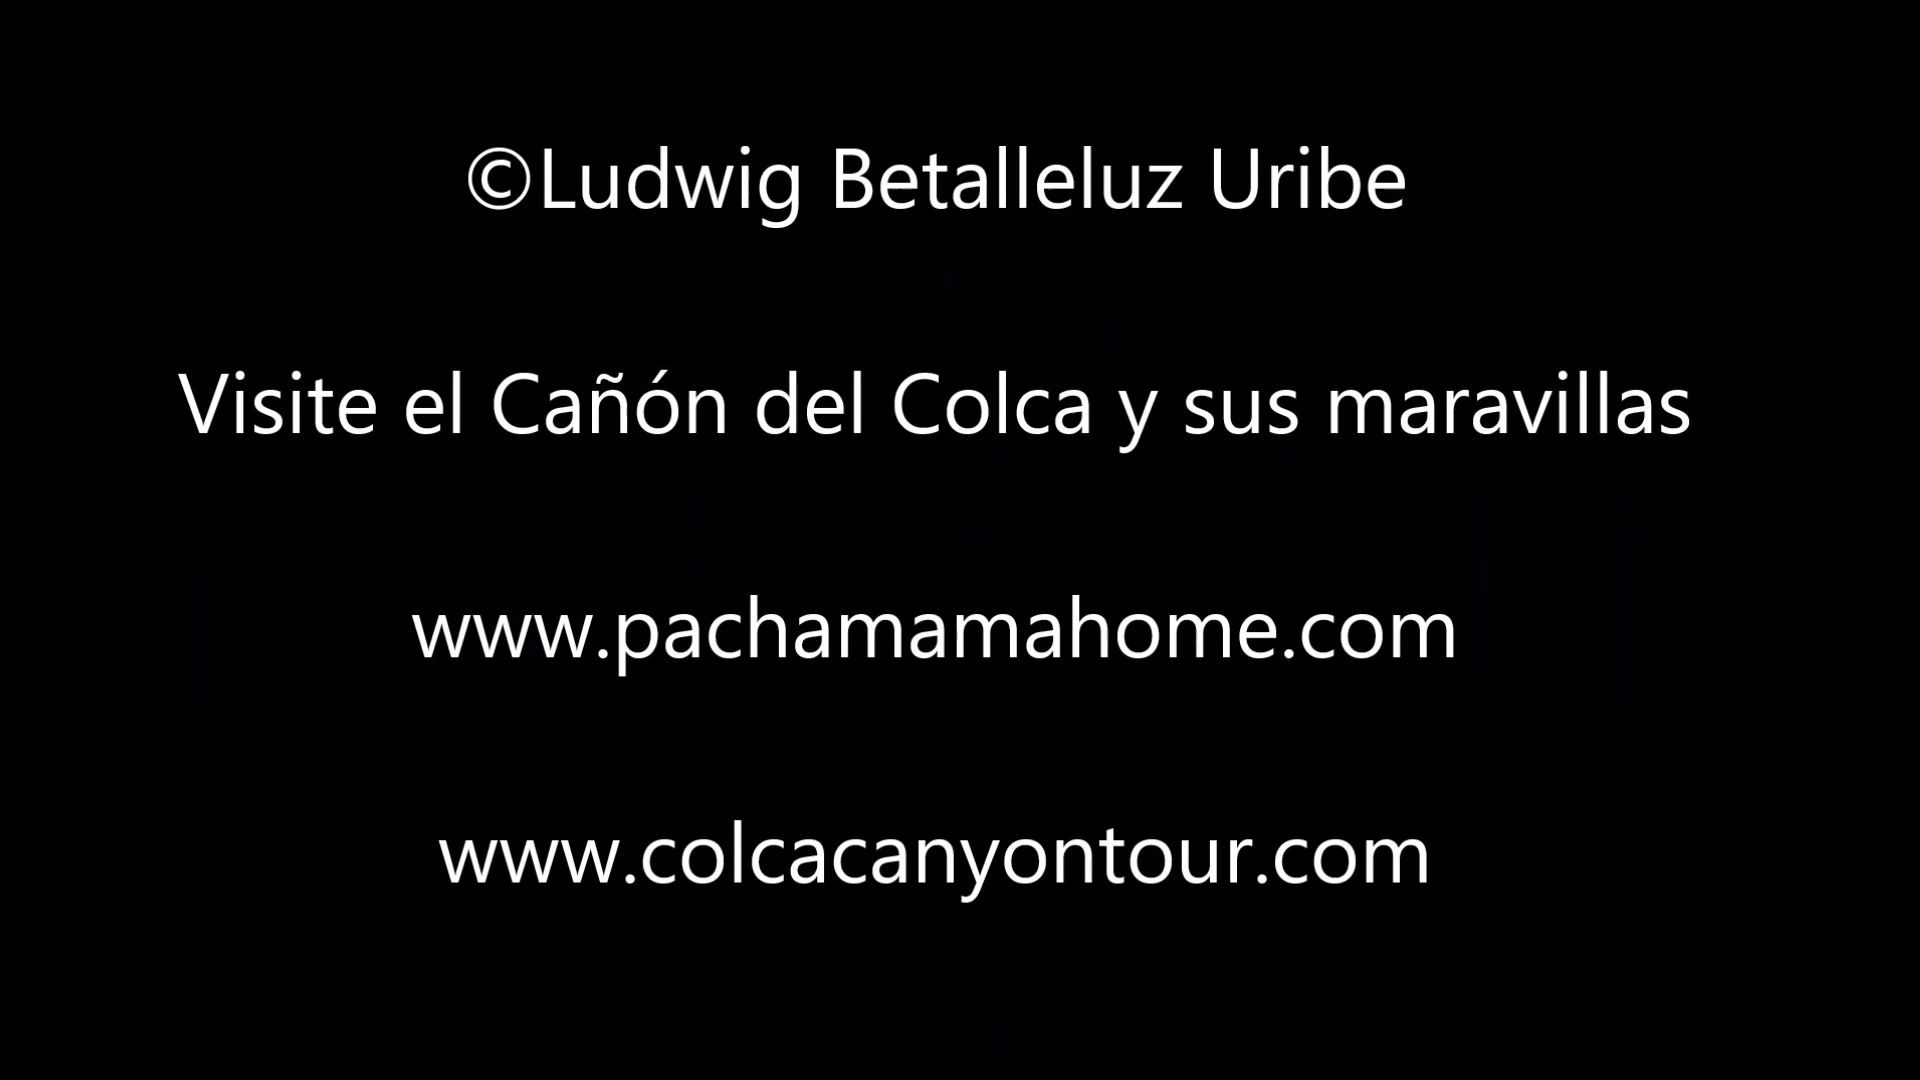 ©Ludwig Betalleluz Uribe
Visite el Cañón del Colca y sus maravillas
www.pachamamahome.com
www.colcacanyontour.com